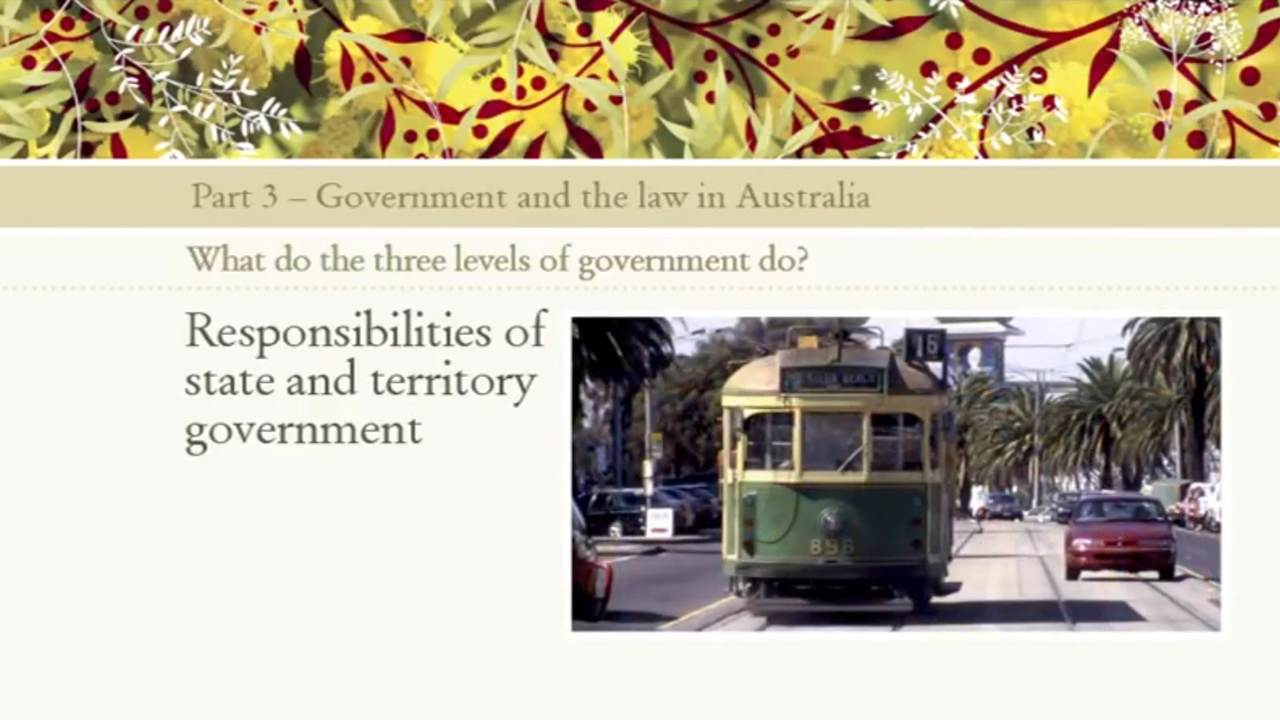 Part 3 – Government and the law in Australia
What do the three levels of government do?
Responsibilities of
state and territory
government
16
896